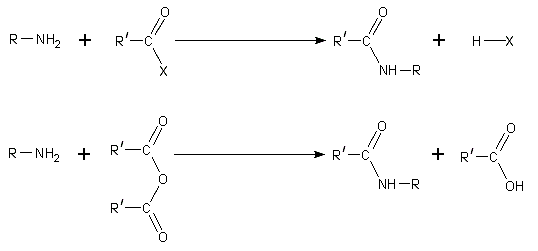 O O
R—NH₂ + R′—C R′—C + H—X
X NH—R
O O O
R—NH₂ + R′—C R′—C + R′—C
O NH—R OH
R′—C
O